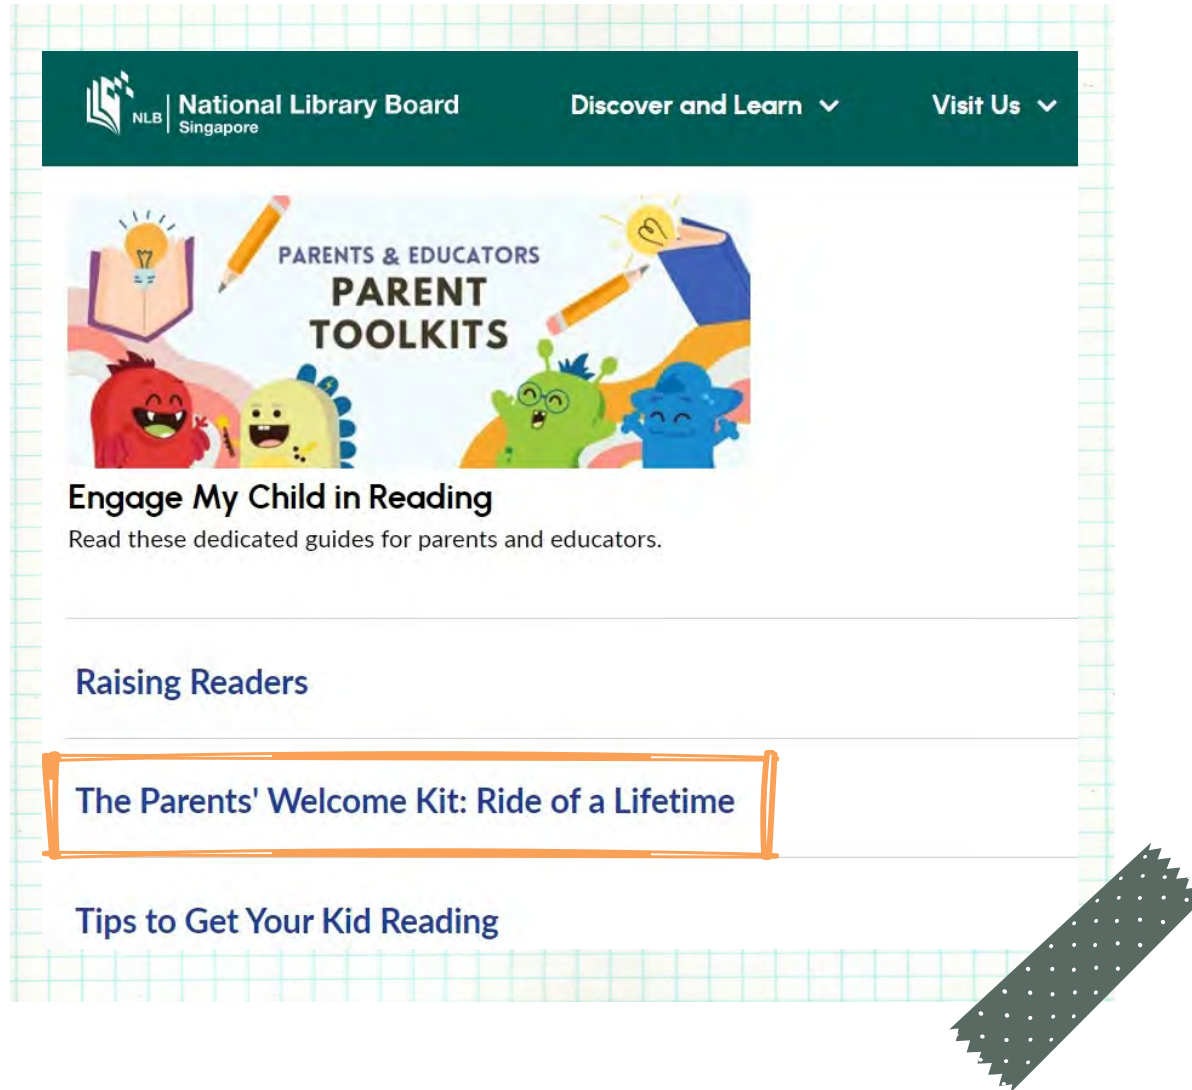 NLB
National Library Board
Singapore
Discover and Learn
Visit Us
PARENTS & EDUCATORS
PARENT
TOOLKITS
Engage My Child in Reading
Read these dedicated guides for parents and educators.
Raising Readers
The Parents' Welcome Kit: Ride of a Lifetime
Tips to Get Your Kid Reading